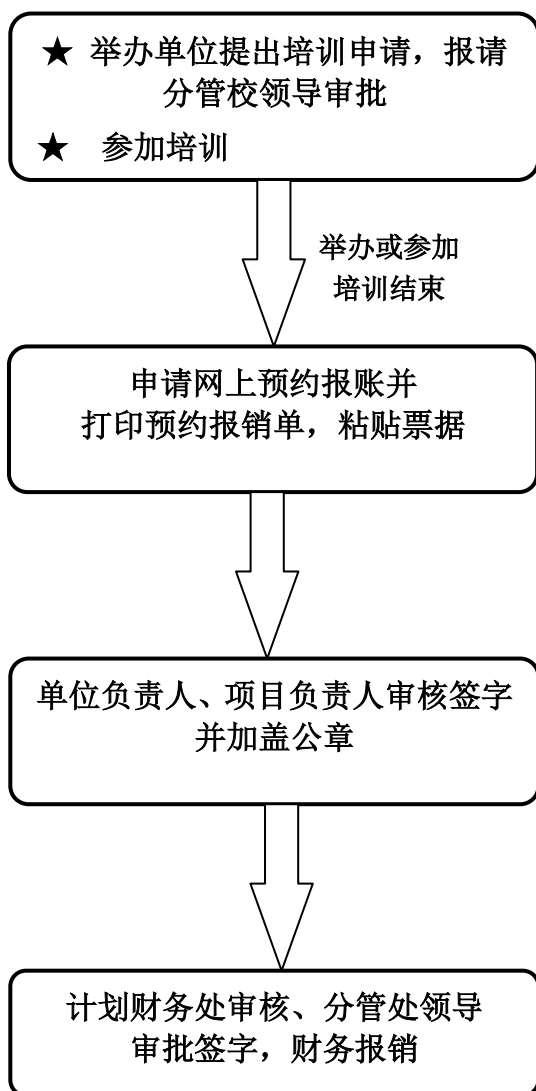 ★ 举办单位提出培训申请，报请
分管校领导审批
★ 参加培训
举办或参加
培训结束
申请网上预约报账并
打印预约报销单，粘贴票据
单位负责人、项目负责人审核签字
并加盖公章
计划财务处审核、分管处领导
审批签字，财务报销